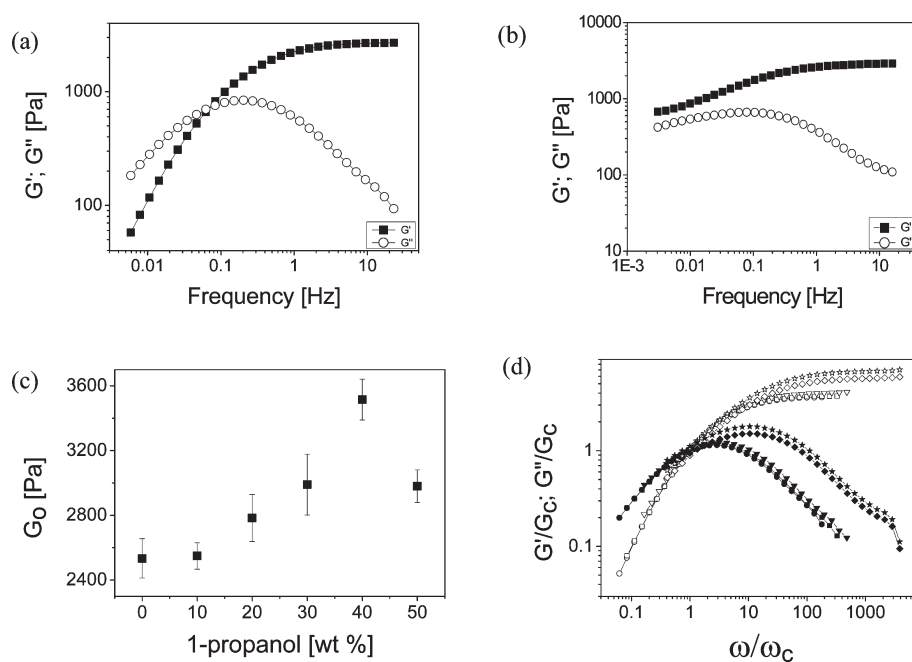 (a)
1000
100
G'; G" [Pa]
0.01 0.1 1 10
Frequency [Hz]
G'
G"
(b)
10000
1000
100
10
G'; G" [Pa]
1E-3 0.01 0.1 1 10
Frequency [Hz]
G'
G'
(c)
3600
3200
2800
2400
G₀ [Pa]
0 10 20 30 40 50
1-propanol [wt %]
(d)
1
0.1
G'/Gc; G"/Gc
0.1 1 10 100 1000
ω/ωc